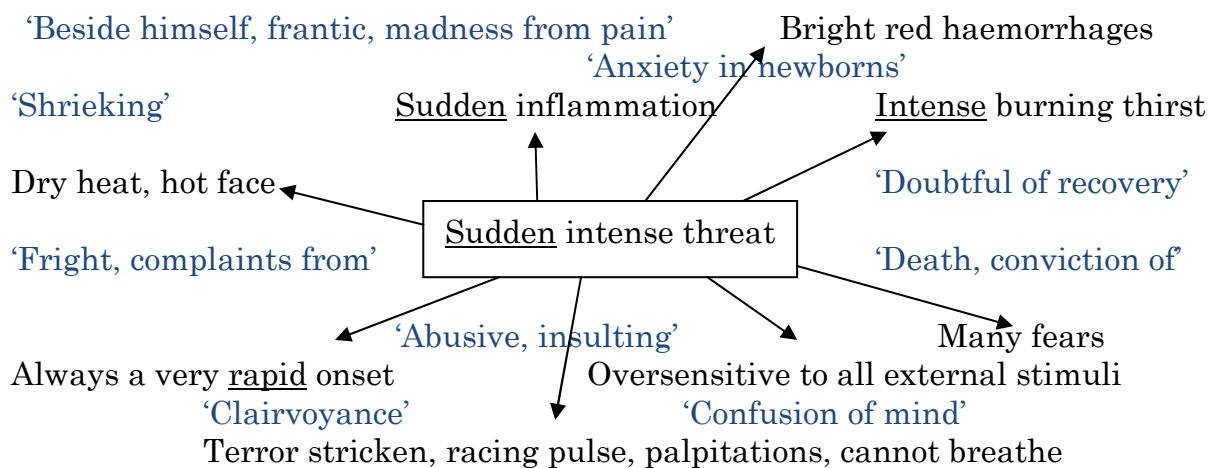 ‘Beside himself, frantic, madness from pain’
Bright red haemorrhages
‘Anxiety in newborns’
‘Shrieking’
Sudden inflammation
Intense burning thirst
Dry heat, hot face
‘Doubtful of recovery’
Sudden intense threat
‘Fright, complaints from’
‘Death, conviction of’
‘Abusive, insulting’
Many fears
Always a very rapid onset
Oversensitive to all external stimuli
‘Clairvoyance’
‘Confusion of mind’
Terror stricken, racing pulse, palpitations, cannot breathe